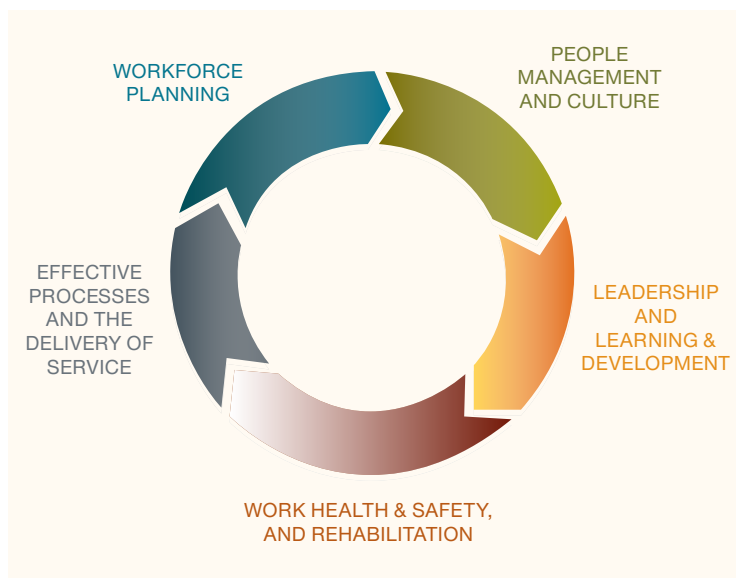 WORKFORCE
PLANNING
PEOPLE
MANAGEMENT
AND CULTURE
LEADERSHIP
AND
LEARNING &
DEVELOPMENT
WORK HEALTH & SAFETY,
AND REHABILITATION
EFFECTIVE
PROCESSES
AND THE
DELIVERY OF
SERVICE